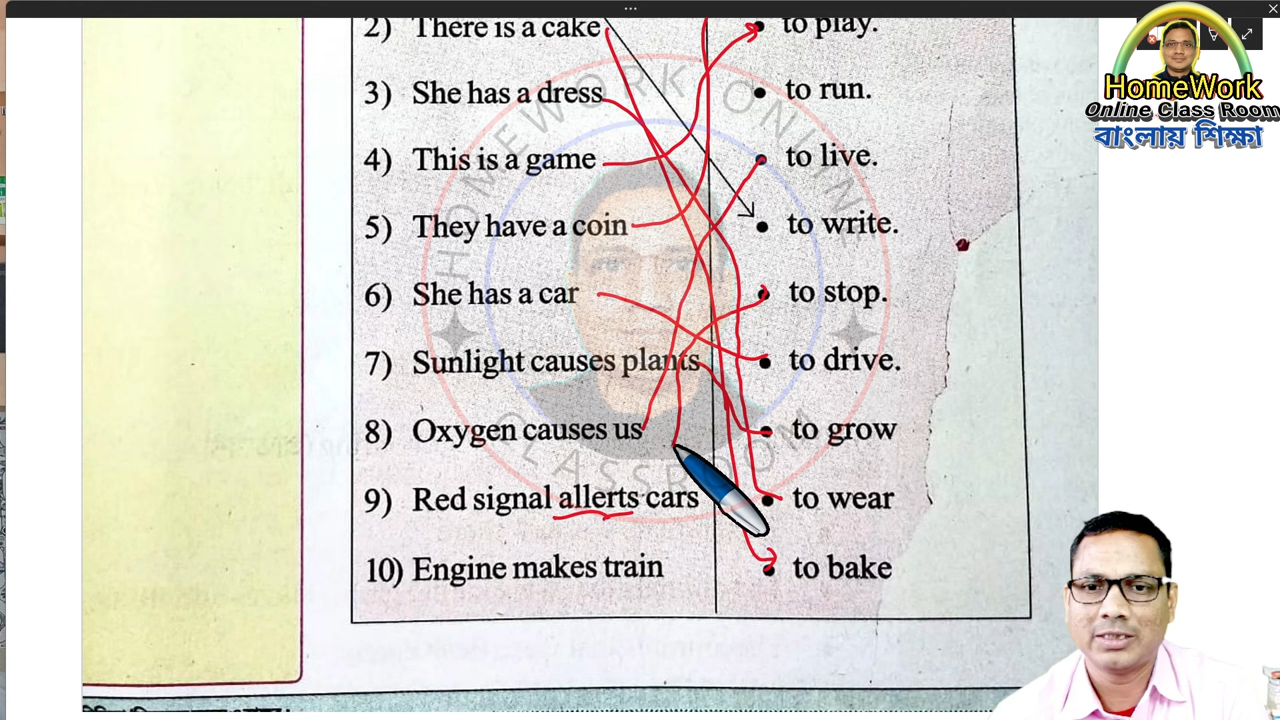 2) There is a cake to play.
3) She has a dress to run.
4) This is a game to live.
5) They have a coin to write.
6) She has a car to stop.
7) Sunlight causes plants to drive.
8) Oxygen causes us to grow
9) Red signal allerts cars to wear
10) Engine makes train to bake
HomeWork
Online Class Room
বাংলায় শিক্ষা
HOMEWORK ONLINE
CLASSROOM